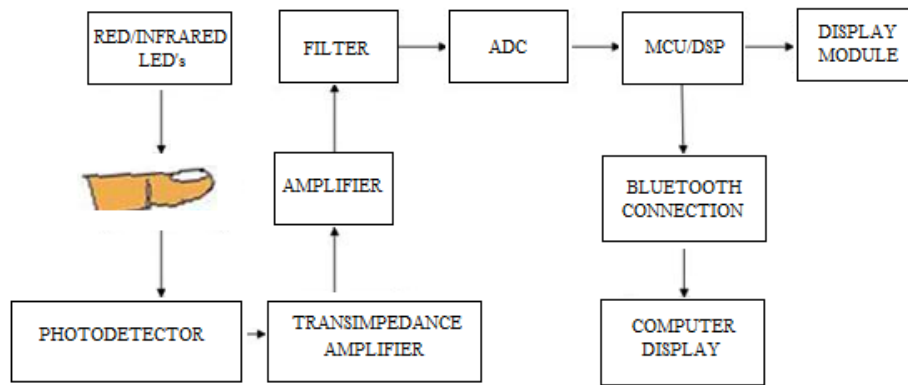 RED/INFRARED
LED's
FILTER
ADC
MCU/DSP
DISPLAY
MODULE
AMPLIFIER
BLUETOOTH
CONNECTION
PHOTODETECTOR
TRANSIMPEDANCE
AMPLIFIER
COMPUTER
DISPLAY